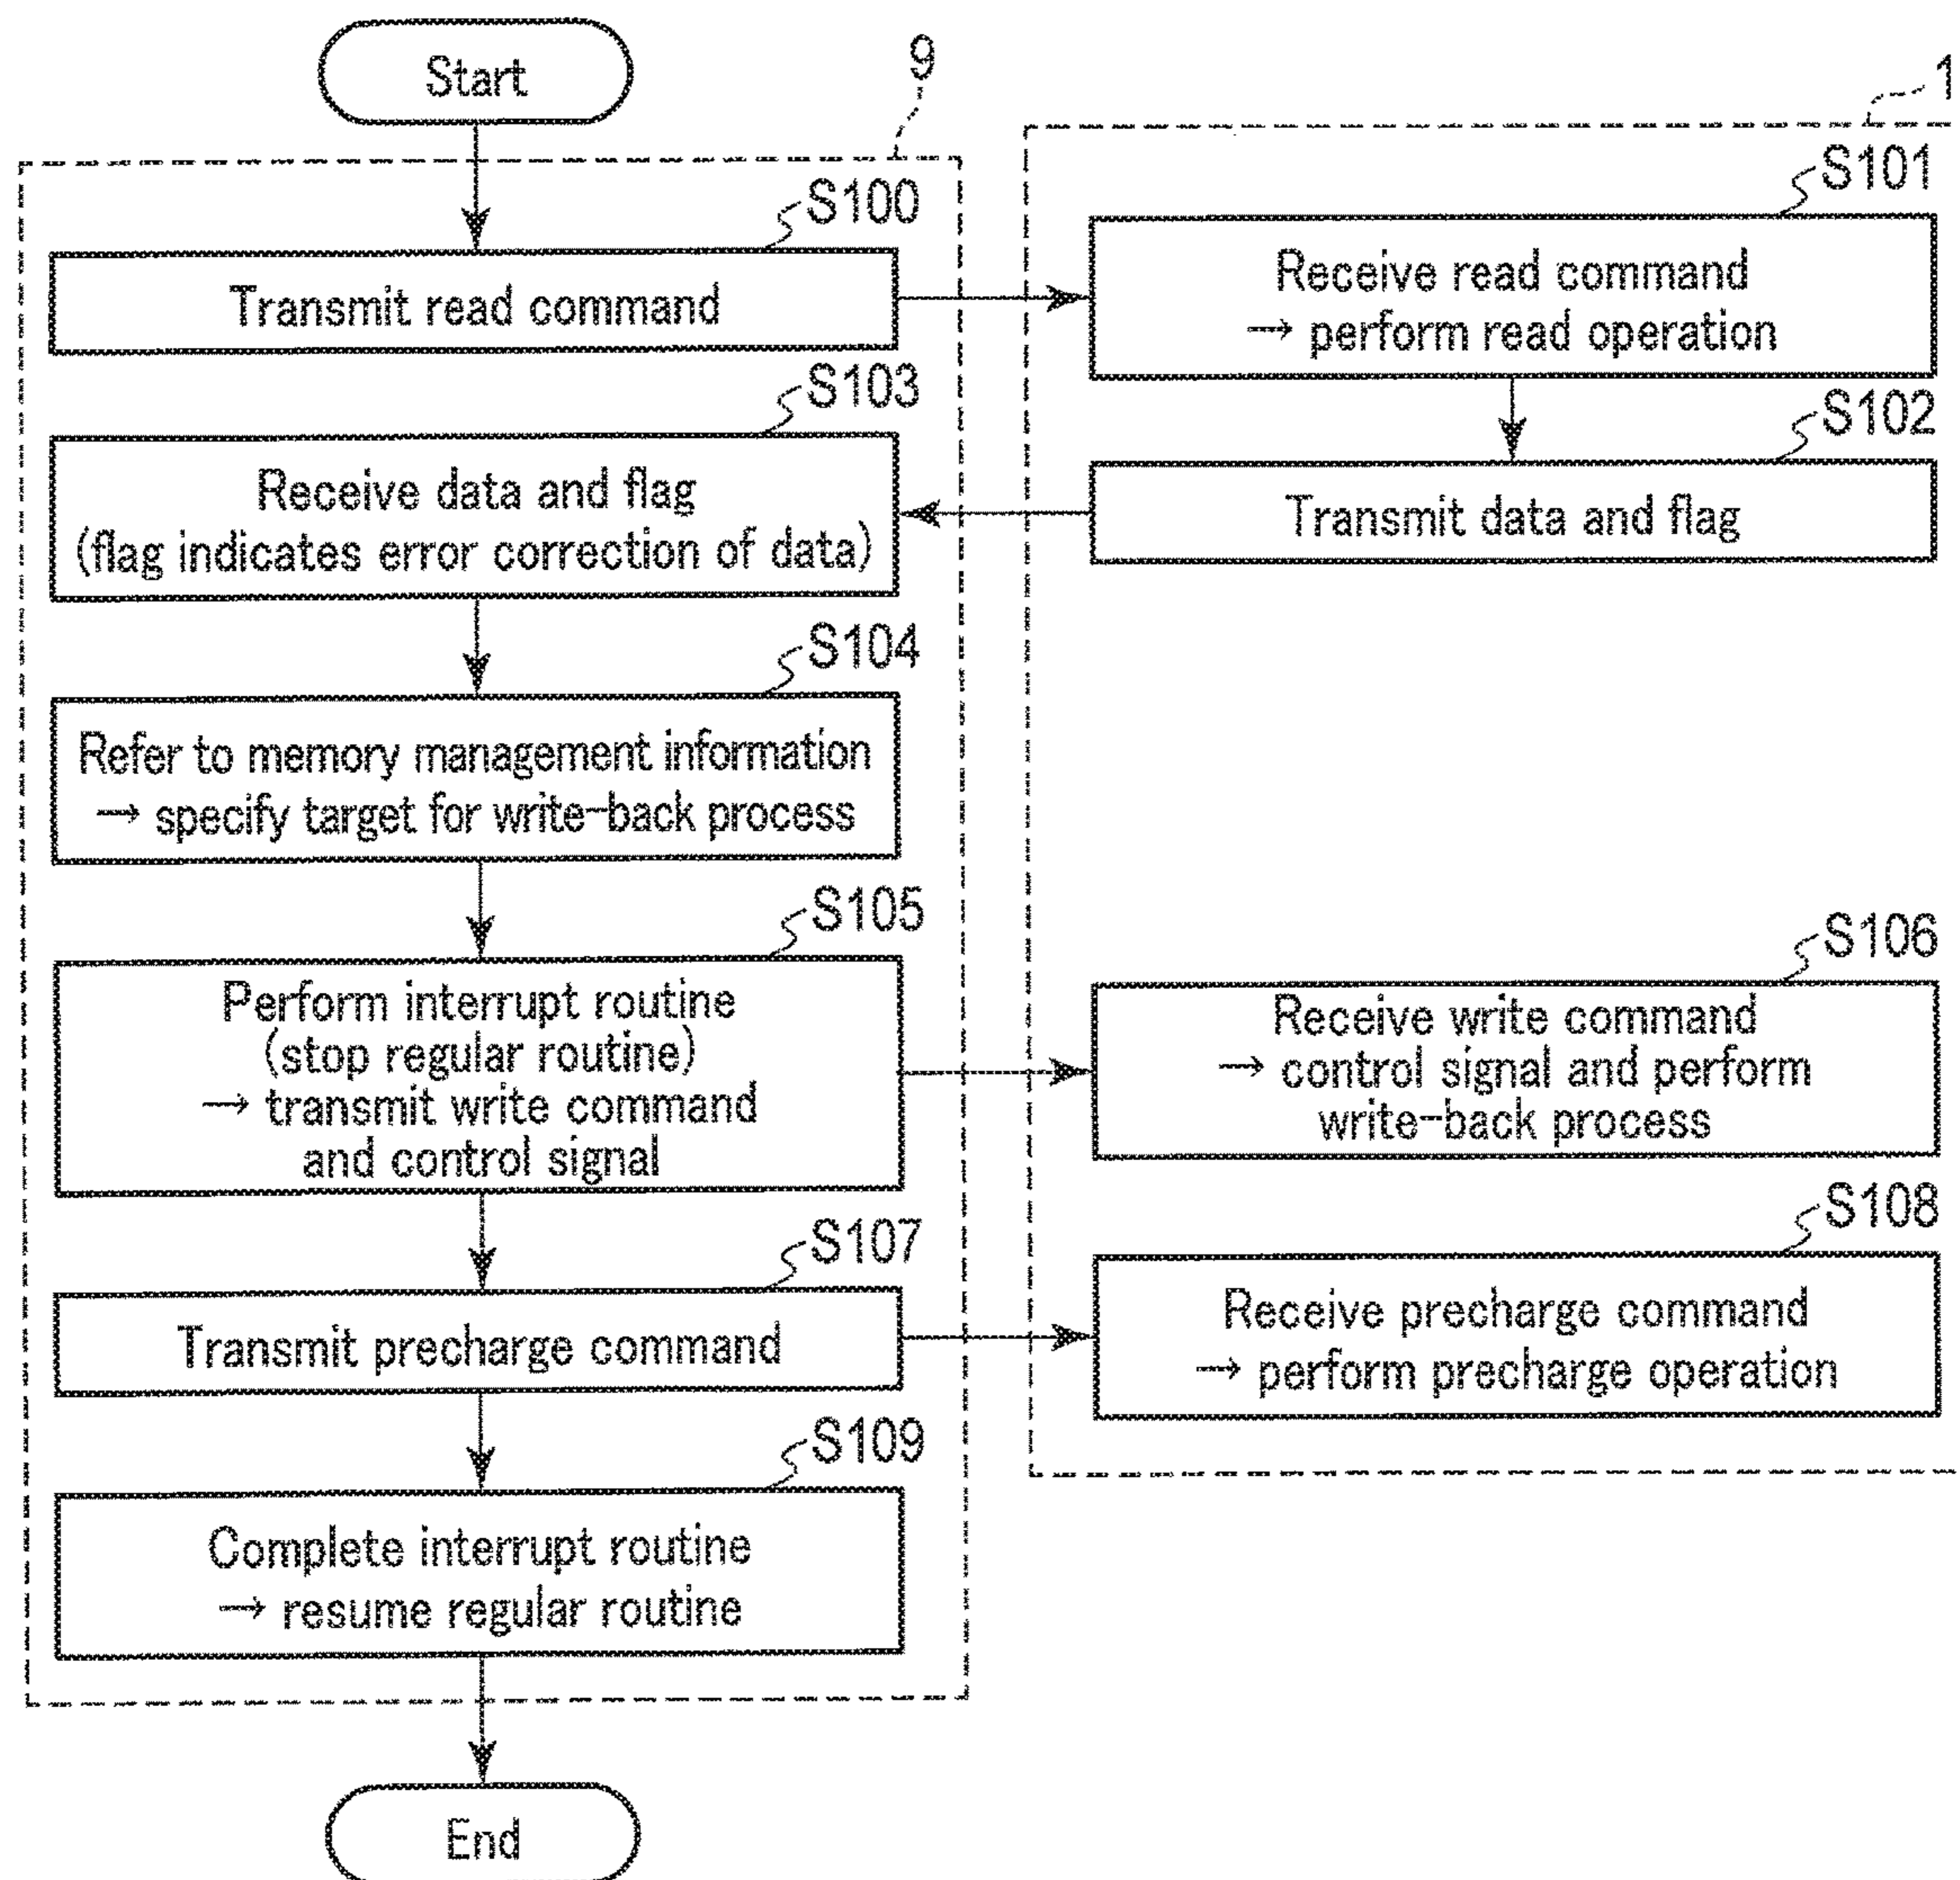 Start
9
1
S100
Transmit read command
S101
Receive read command
→ perform read operation
S102
Transmit data and flag
S103
Receive data and flag
(flag indicates error correction of data)
S104
Refer to memory management information
→ specify target for write-back process
S105
Perform interrupt routine
(stop regular routine)
→ transmit write command
and control signal
S106
Receive write command
→ control signal and perform
write-back process
S107
Transmit precharge command
S108
Receive precharge command
→ perform precharge operation
S109
Complete interrupt routine
→ resume regular routine
End